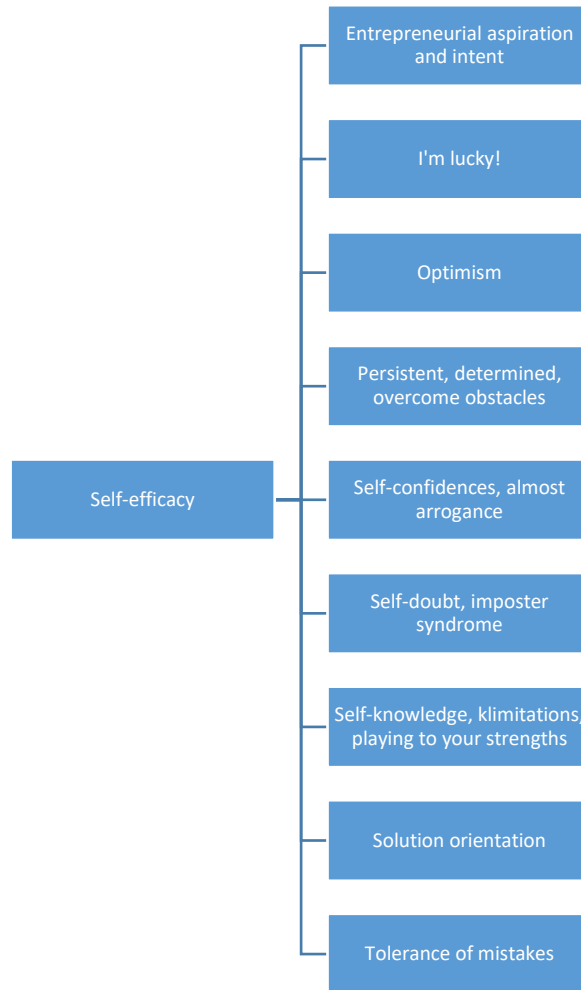 Entrepreneurial aspiration
and intent
I'm lucky!
Optimism
Persistent, determined,
overcome obstacles
Self-efficacy
Self-confidences, almost
arrogance
Self-doubt, imposter
syndrome
Self-knowledge, klimitations,
playing to your strengths
Solution orientation
Tolerance of mistakes